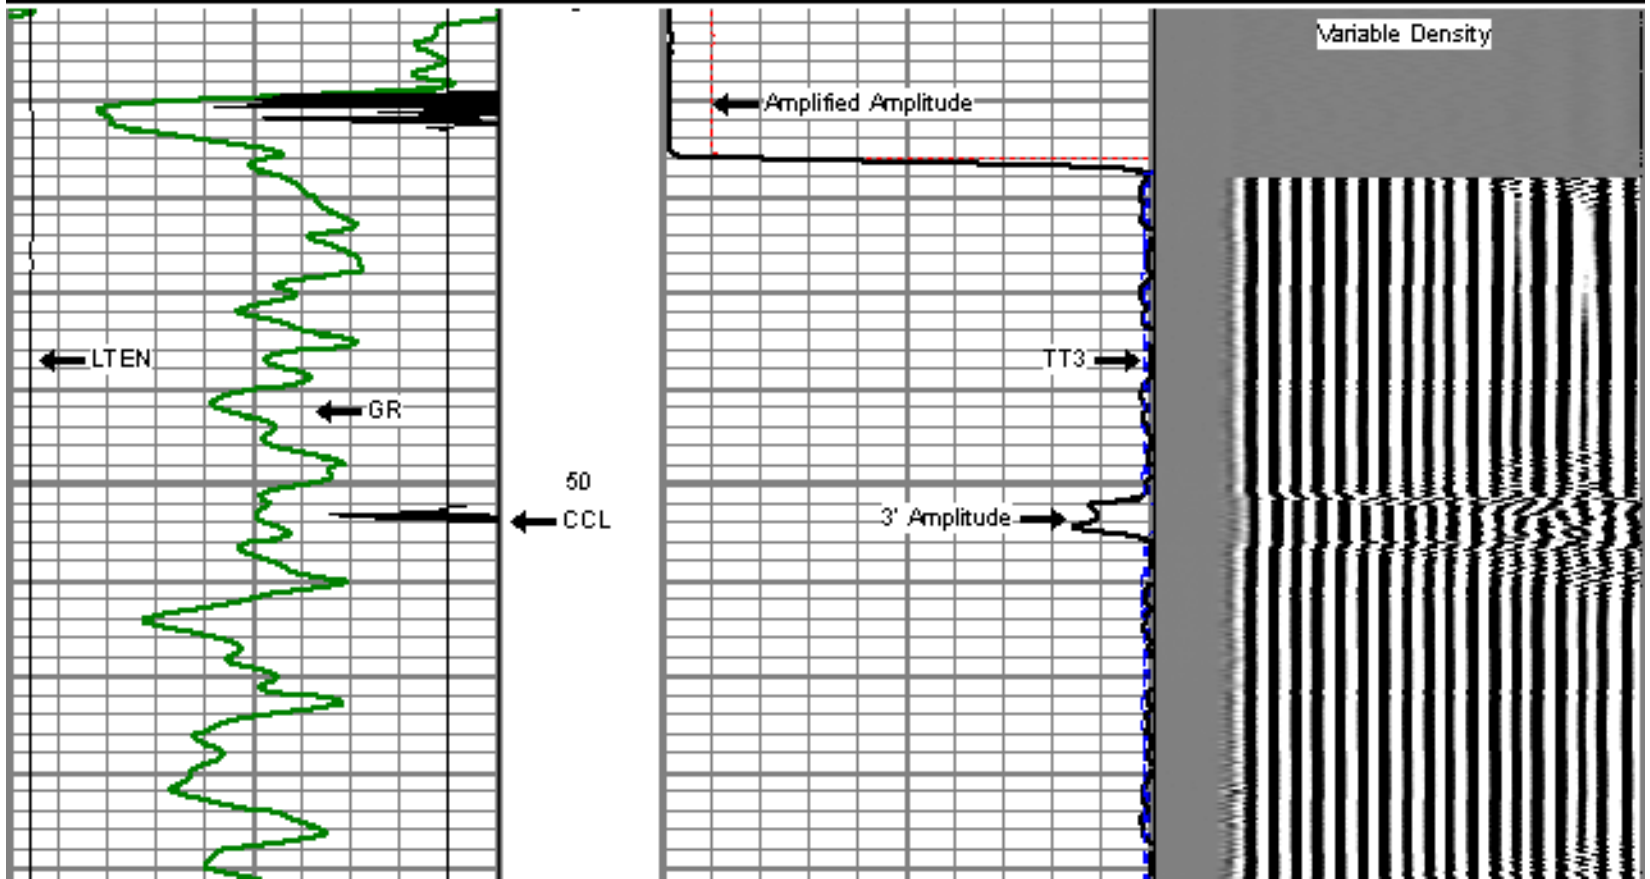 Variable Density
Amplified Amplitude
LTEN
TT3
GR
50
CCL
3' Amplitude